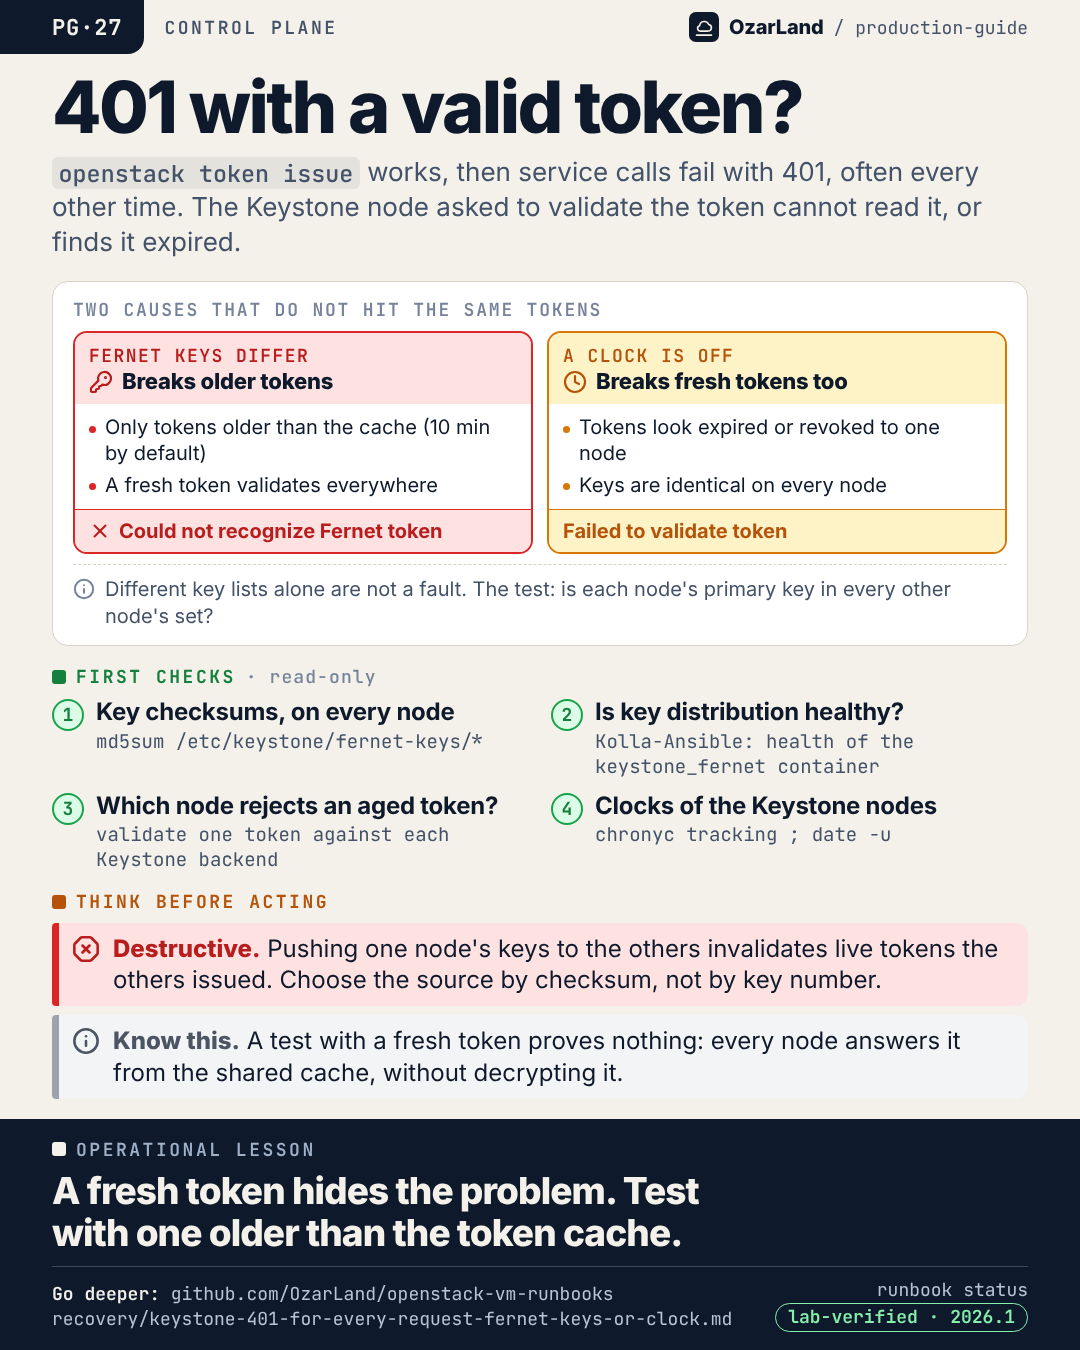 PG·27 CONTROL PLANE OzarLand / production-guide
401 with a valid token?
openstack token issue works, then service calls fail with 401, often every
other time. The Keystone node asked to validate the token cannot read it, or
finds it expired.
TWO CAUSES THAT DO NOT HIT THE SAME TOKENS
FERNET KEYS DIFFER
Breaks older tokens
Only tokens older than the cache (10 min
by default)
A fresh token validates everywhere
Could not recognize Fernet token
A CLOCK IS OFF
Breaks fresh tokens too
Tokens look expired or revoked to one
node
Keys are identical on every node
Failed to validate token
Different key lists alone are not a fault. The test: is each node's primary key in every other
node's set?
FIRST CHECKS · read-only
1 Key checksums, on every node
md5sum /etc/keystone/fernet-keys/*
2 Is key distribution healthy?
Kolla-Ansible: health of the
keystone_fernet container
3 Which node rejects an aged token?
validate one token against each
Keystone backend
4 Clocks of the Keystone nodes
chronyc tracking ; date -u
THINK BEFORE ACTING
Destructive. Pushing one node's keys to the others invalidates live tokens the
others issued. Choose the source by checksum, not by key number.
Know this. A test with a fresh token proves nothing: every node answers it
from the shared cache, without decrypting it.
OPERATIONAL LESSON
A fresh token hides the problem. Test
with one older than the token cache.
Go deeper: github.com/OzarLand/openstack-vm-runbooks
recovery/keystone-401-for-every-request-fernet-keys-or-clock.md
runbook status
lab-verified · 2026.1